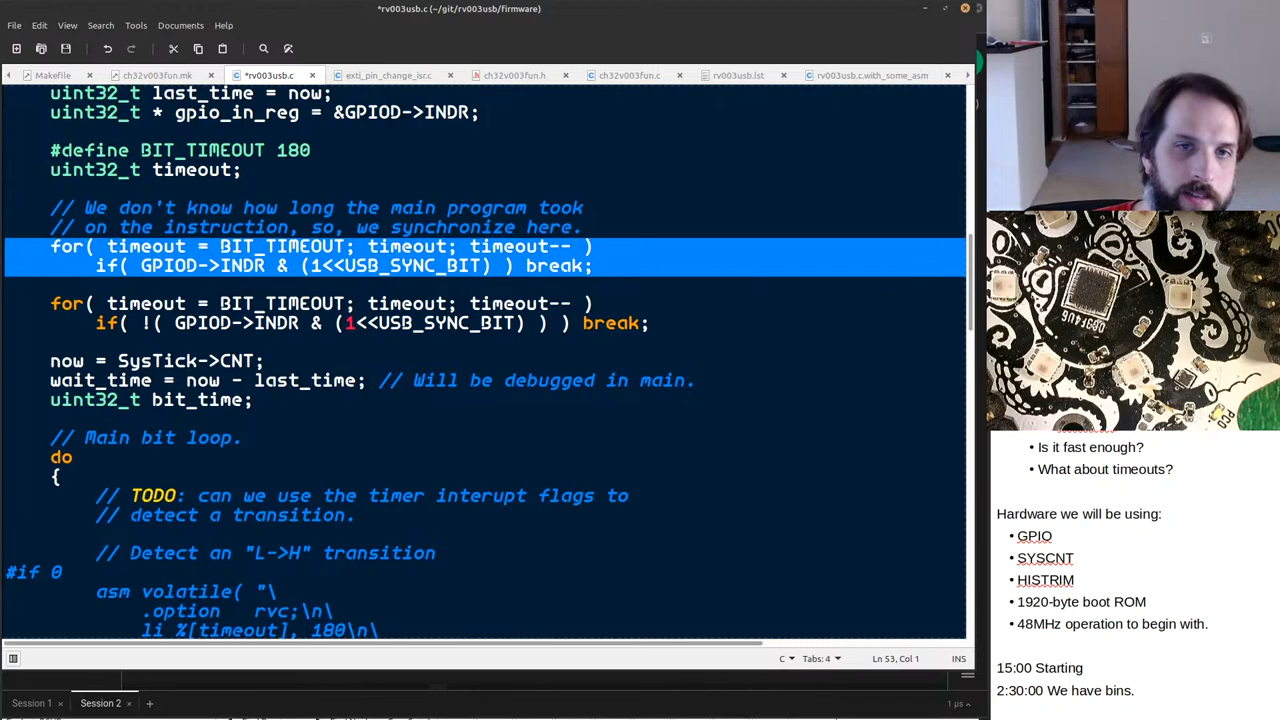 *rv003usb.c (~/git/rv003usb/firmware)
File Edit View Search Tools Documents Help
Makefile × ch32v003fun.mk × *rv003usb.c × exti_pin_change_isr.c × ch32v003fun.h × ch32v003fun.c × rv003usb.lst × rv003usb.c.with_some_asm ×
uint32_t last_time = now;
uint32_t * gpio_in_reg = &GPIOD->INDR;
#define BIT_TIMEOUT 180
uint32_t timeout;
// We don't know how long the main program took
// on the instruction, so, we synchronize here.
for( timeout = BIT_TIMEOUT; timeout; timeout-- )
if( GPIOD->INDR & (1<<USB_SYNC_BIT) ) break;
for( timeout = BIT_TIMEOUT; timeout; timeout-- )
if( !( GPIOD->INDR & (1<<USB_SYNC_BIT) ) ) break;
now = SysTick->CNT;
wait_time = now - last_time; // Will be debugged in main.
uint32_t bit_time;
// Main bit loop.
do
{
// TODO: can we use the timer interupt flags to
// detect a transition.
// Detect an "L->H" transition
#if 0
asm volatile( "\
.option rvc;\n\
li %[timeout], 180\n\
C Tabs: 4 Ln 53, Col 1 INS
Session 1 × Session 2 × + 1 µs
• Is it fast enough?
• What about timeouts?
Hardware we will be using:
• GPIO
• SYSCNT
• HISTRIM
• 1920-byte boot ROM
• 48MHz operation to begin with.
15:00 Starting
2:30:00 We have bins.